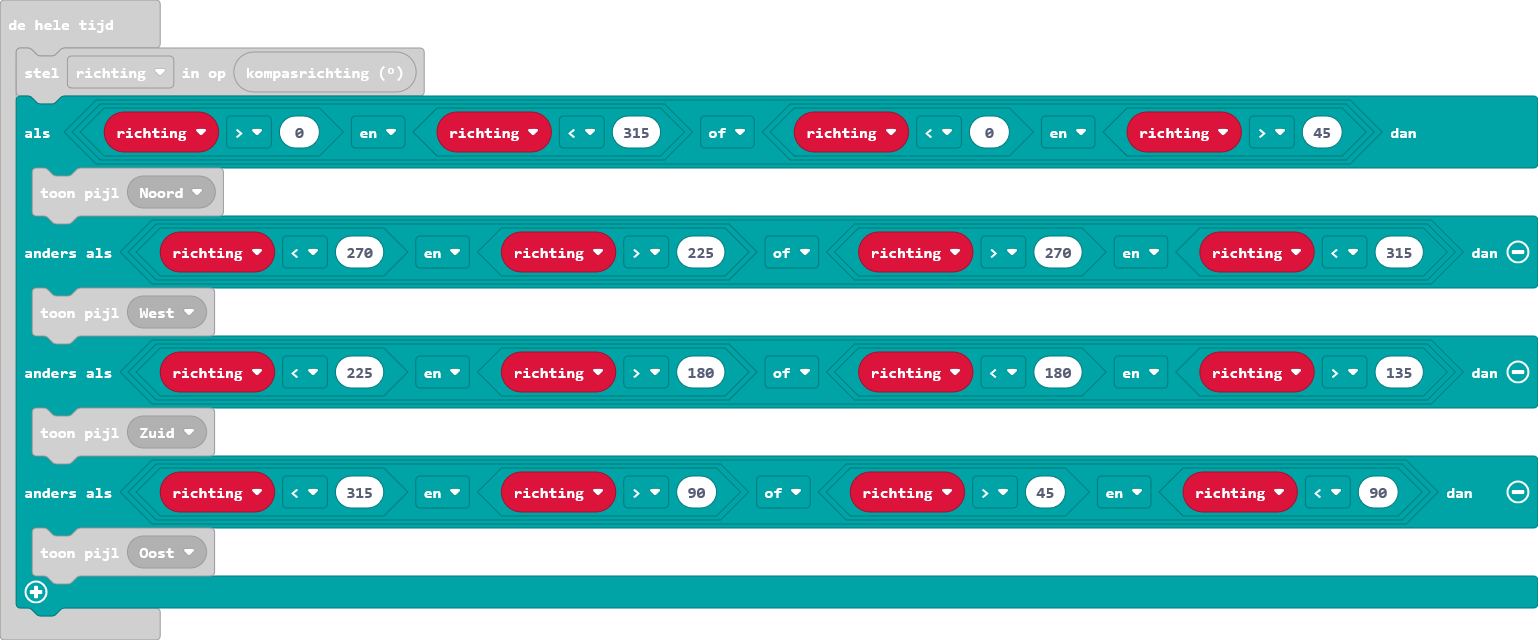 de hele tijd
stel richting in op kompasrichting (°)
als richting > 0 en richting < 315 of richting < 0 en richting > 45 dan
toon pijl Noord
anders als richting < 270 en richting > 225 of richting > 270 en richting < 315 dan
toon pijl West
anders als richting < 225 en richting > 180 of richting < 180 en richting > 135 dan
toon pijl Zuid
anders als richting < 315 en richting > 90 of richting > 45 en richting < 90 dan
toon pijl Oost